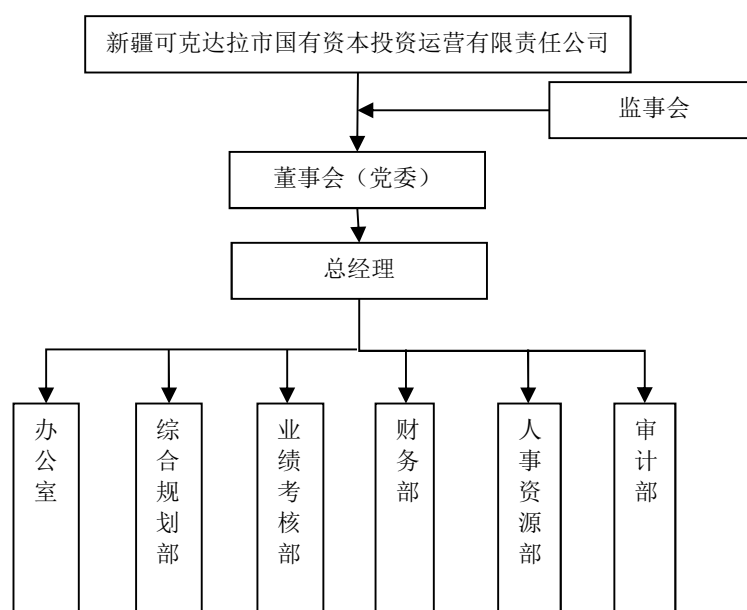 新疆可克达拉市国有资本投资运营有限责任公司
监事会
董事会（党委）
总经理
办公室
综合规划部
业绩考核部
财务部
人事资源部
审计部